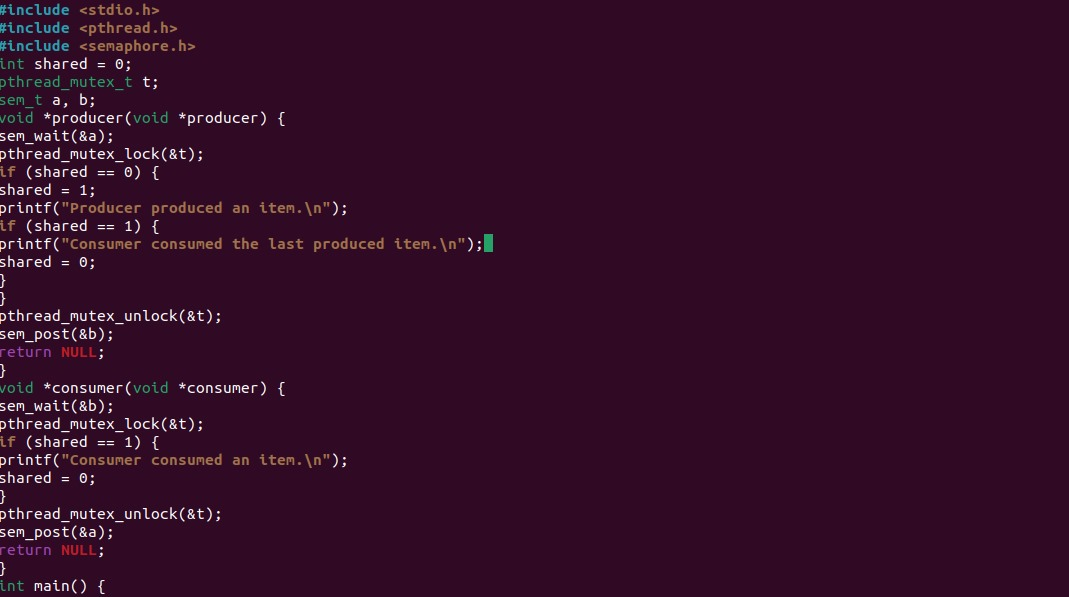 #include <stdio.h>
#include <pthread.h>
#include <semaphore.h>
int shared = 0;
pthread_mutex_t t;
sem_t a, b;
void *producer(void *producer) {
sem_wait(&a);
pthread_mutex_lock(&t);
if (shared == 0) {
shared = 1;
printf("Producer produced an item.\n");
if (shared == 1) {
printf("Consumer consumed the last produced item.\n");
shared = 0;
}
}
pthread_mutex_unlock(&t);
sem_post(&b);
return NULL;
}
void *consumer(void *consumer) {
sem_wait(&b);
pthread_mutex_lock(&t);
if (shared == 1) {
printf("Consumer consumed an item.\n");
shared = 0;
}
pthread_mutex_unlock(&t);
sem_post(&a);
return NULL;
}
int main() {